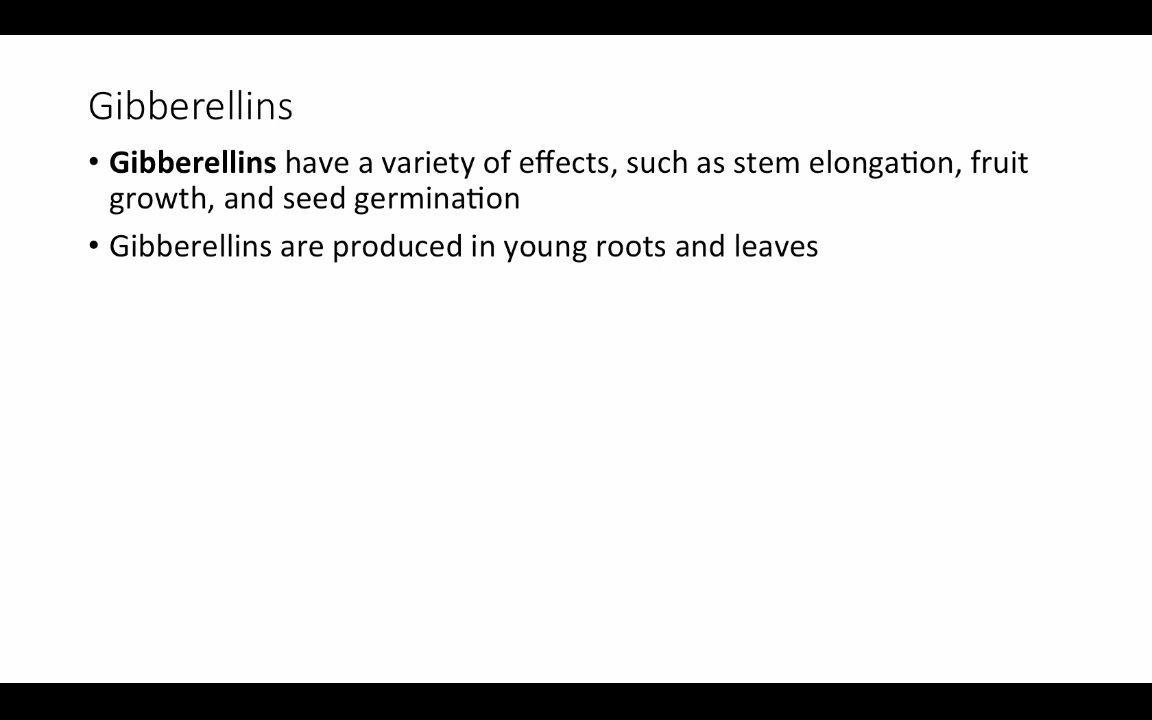 Gibberellins
• Gibberellins have a variety of effects, such as stem elongation, fruit
growth, and seed germination
• Gibberellins are produced in young roots and leaves